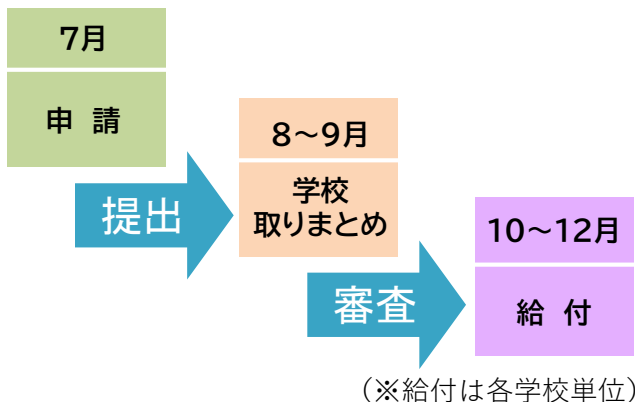 7月
申 請
提出
8～9月
学校
取りまとめ
審査
10～12月
給 付
(※給付は各学校単位)